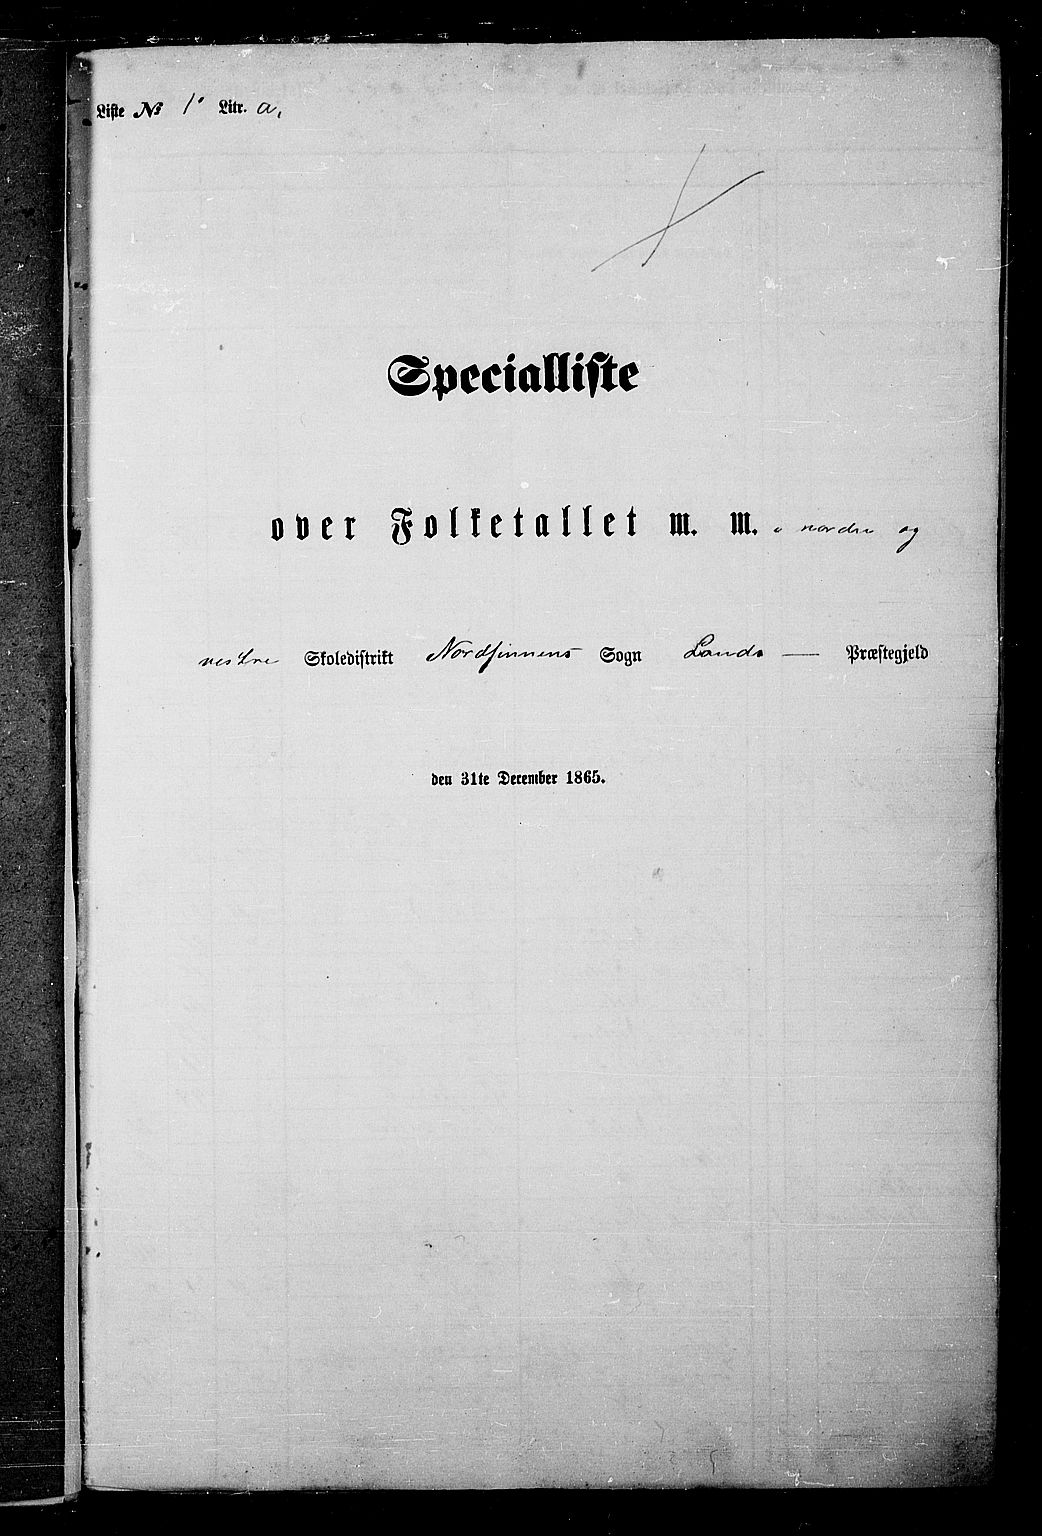 Liste № 1. Litr. a,
Specialliste
over Folketallet m. m. i nordre og
vestre Skoledistrikt Nordsinnens Sogn Lands — Præstegjeld
den 31te December 1865.